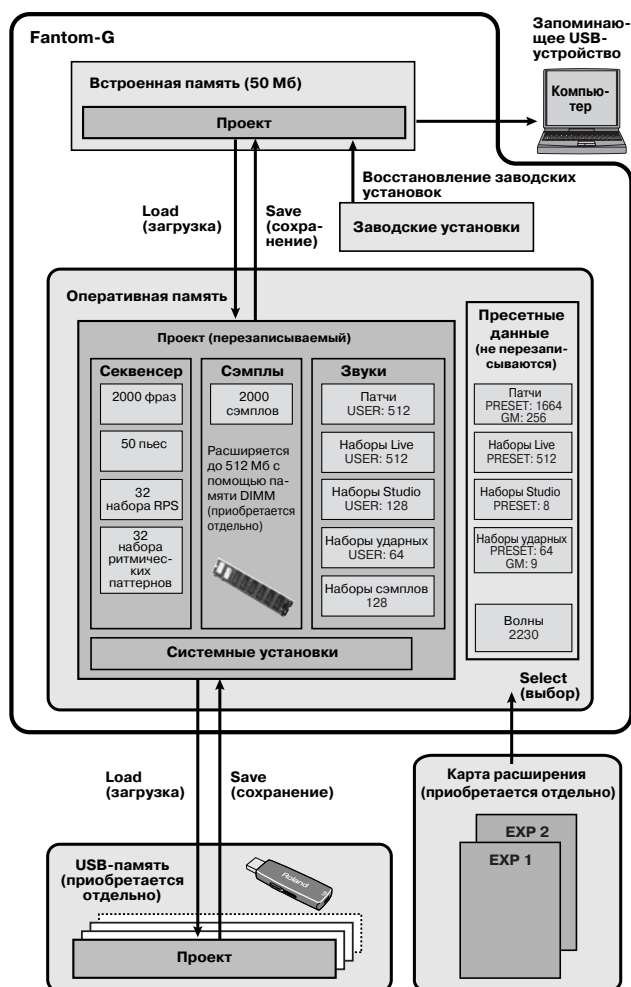 Fantom-G
Запоминаю-
щее USB-
устройство
Компью-
тер
Встроенная память (50 Мб)
Проект
Восстановление заводских
установок
Load
(загрузка)
Save
(сохра-
нение)
Заводские установки
Оперативная память
Проект (перезаписываемый)
Секвенсер
2000 фраз
50 пьес
32
набора RPS
32
набора
ритмичес-
ких
паттернов
Сэмплы
2000
сэмплов
Расширяется
до 512 Мб с
помощью па-
мяти DIMM
(приобретается
отдельно)
Звуки
Патчи
USER: 512
Наборы Live
USER: 512
Наборы Studio
USER: 128
Наборы ударных
USER: 64
Наборы сэмплов
128
Системные установки
Пресетные
данные
(не перезапи-
сываются)
Патчи
PRESET: 1664
GM: 256
Наборы Live
PRESET: 512
Наборы Studio
PRESET: 8
Наборы ударных
PRESET: 64
GM: 9
Волны
2230
Select
(выбор)
Load
(загрузка)
Save
(сохранение)
Карта расширения
(приобретается отдельно)
EXP 2
EXP 1
USB-память
(приобретается
отдельно)
Roland
Проект